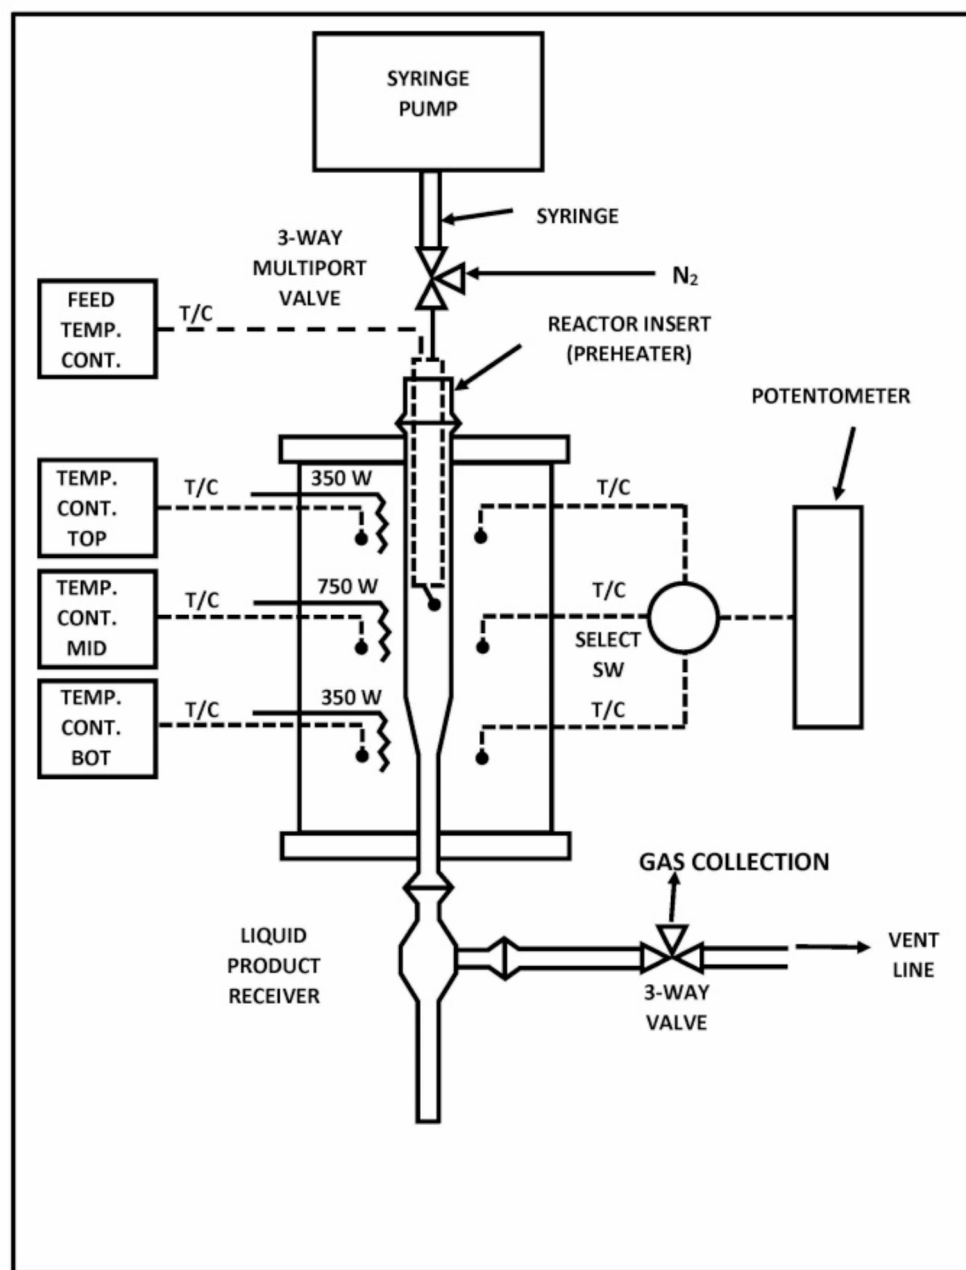 SYRINGE
PUMP
SYRINGE
3-WAY
MULTIPORT
VALVE
N₂
FEED
TEMP.
CONT.
T/C
REACTOR INSERT
(PREHEATER)
POTENTOMETER
TEMP.
CONT.
TOP
T/C
350 W
T/C
TEMP.
CONT.
MID
T/C
750 W
T/C
SELECT
SW
TEMP.
CONT.
BOT
T/C
350 W
T/C
GAS COLLECTION
LIQUID
PRODUCT
RECEIVER
3-WAY
VALVE
VENT
LINE